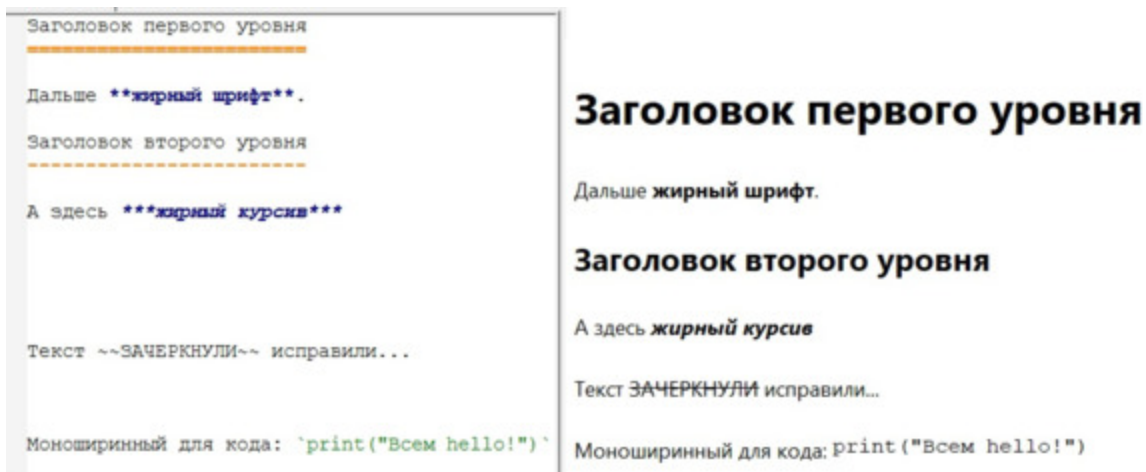 Заголовок первого уровня
========================
Дальше **жирный шрифт**.
Заголовок второго уровня
------------------------
А здесь ***жирный курсив***
Текст ~~ЗАЧЕРКНУЛИ~~ исправили...
Моноширинный для кода: `print("Всем hello!")`
Заголовок первого уровня
Дальше жирный шрифт.
Заголовок второго уровня
А здесь жирный курсив
Текст ЗАЧЕРКНУЛИ исправили...
Моноширинный для кода: print("Всем hello!")